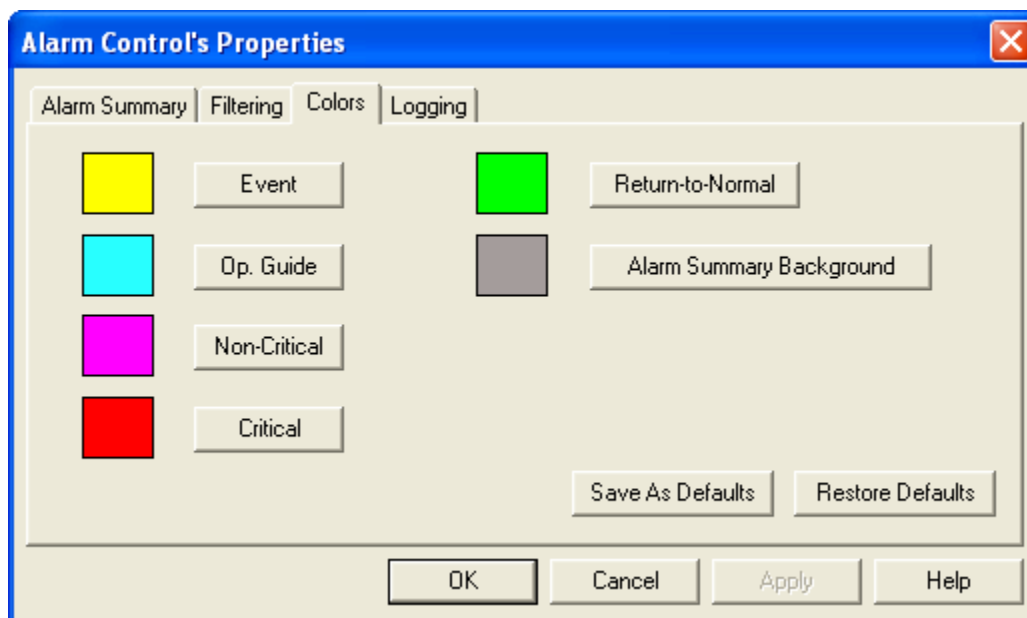 Alarm Control's Properties
Alarm Summary Filtering Colors Logging
Event Return-to-Normal
Op. Guide Alarm Summary Background
Non-Critical
Critical
Save As Defaults Restore Defaults
OK Cancel Apply Help